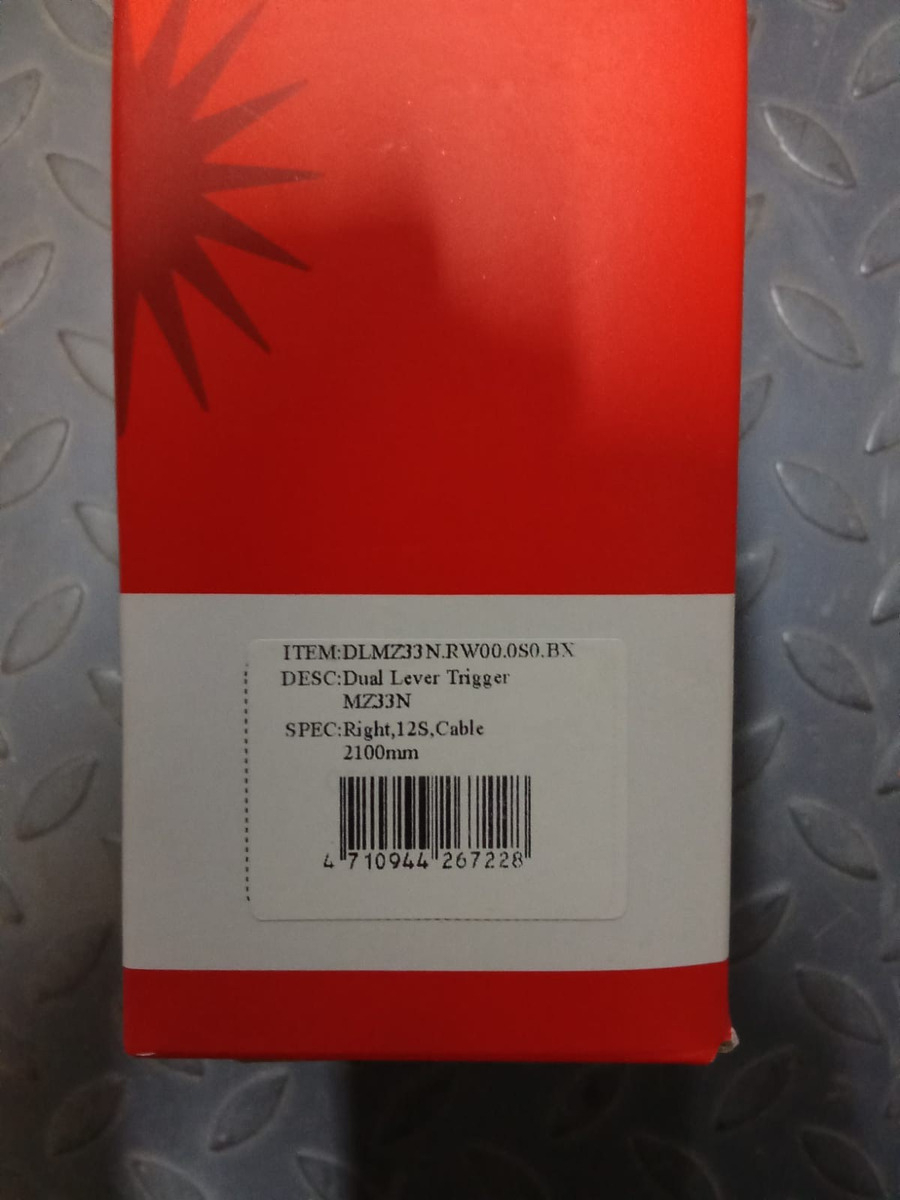 ITEM:DLMZ33N.RW00.0S0.BX
DESC:Dual Lever Trigger
MZ33N
SPEC:Right,12S,Cable
2100mm
4 710944 267228